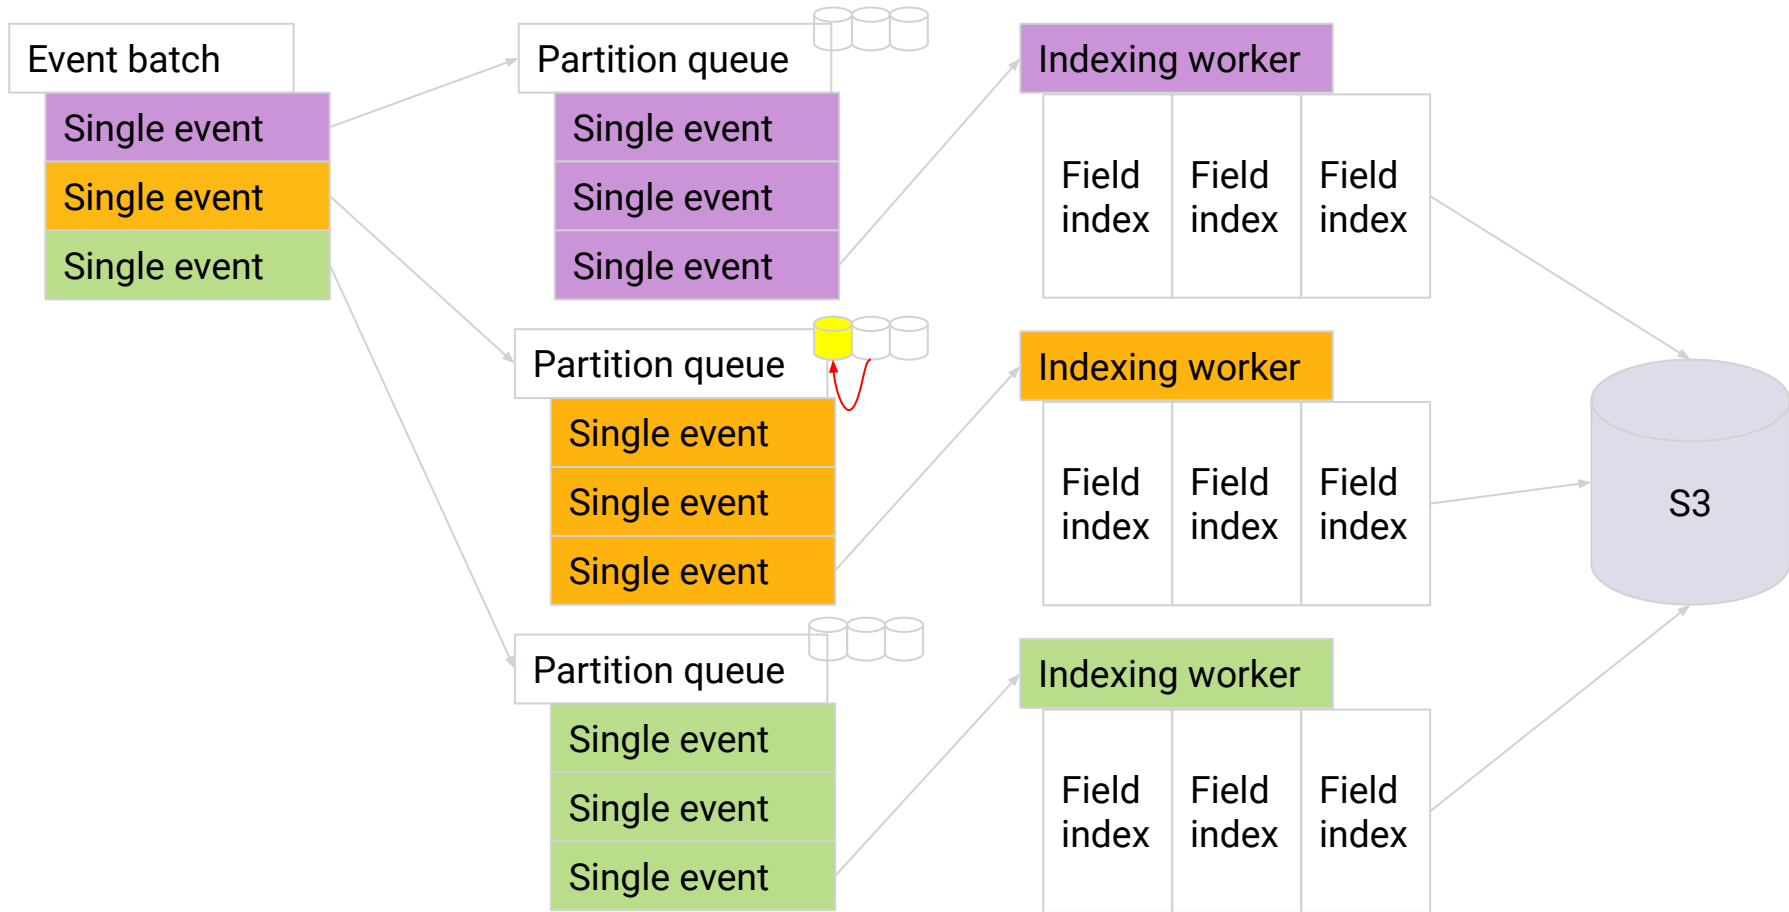 Event batch
Single event
Single event
Single event
Partition queue
Single event
Single event
Single event
Indexing worker
Field
index
Field
index
Field
index
Partition queue
Single event
Single event
Single event
Indexing worker
Field
index
Field
index
Field
index
Partition queue
Single event
Single event
Single event
Indexing worker
Field
index
Field
index
Field
index
S3